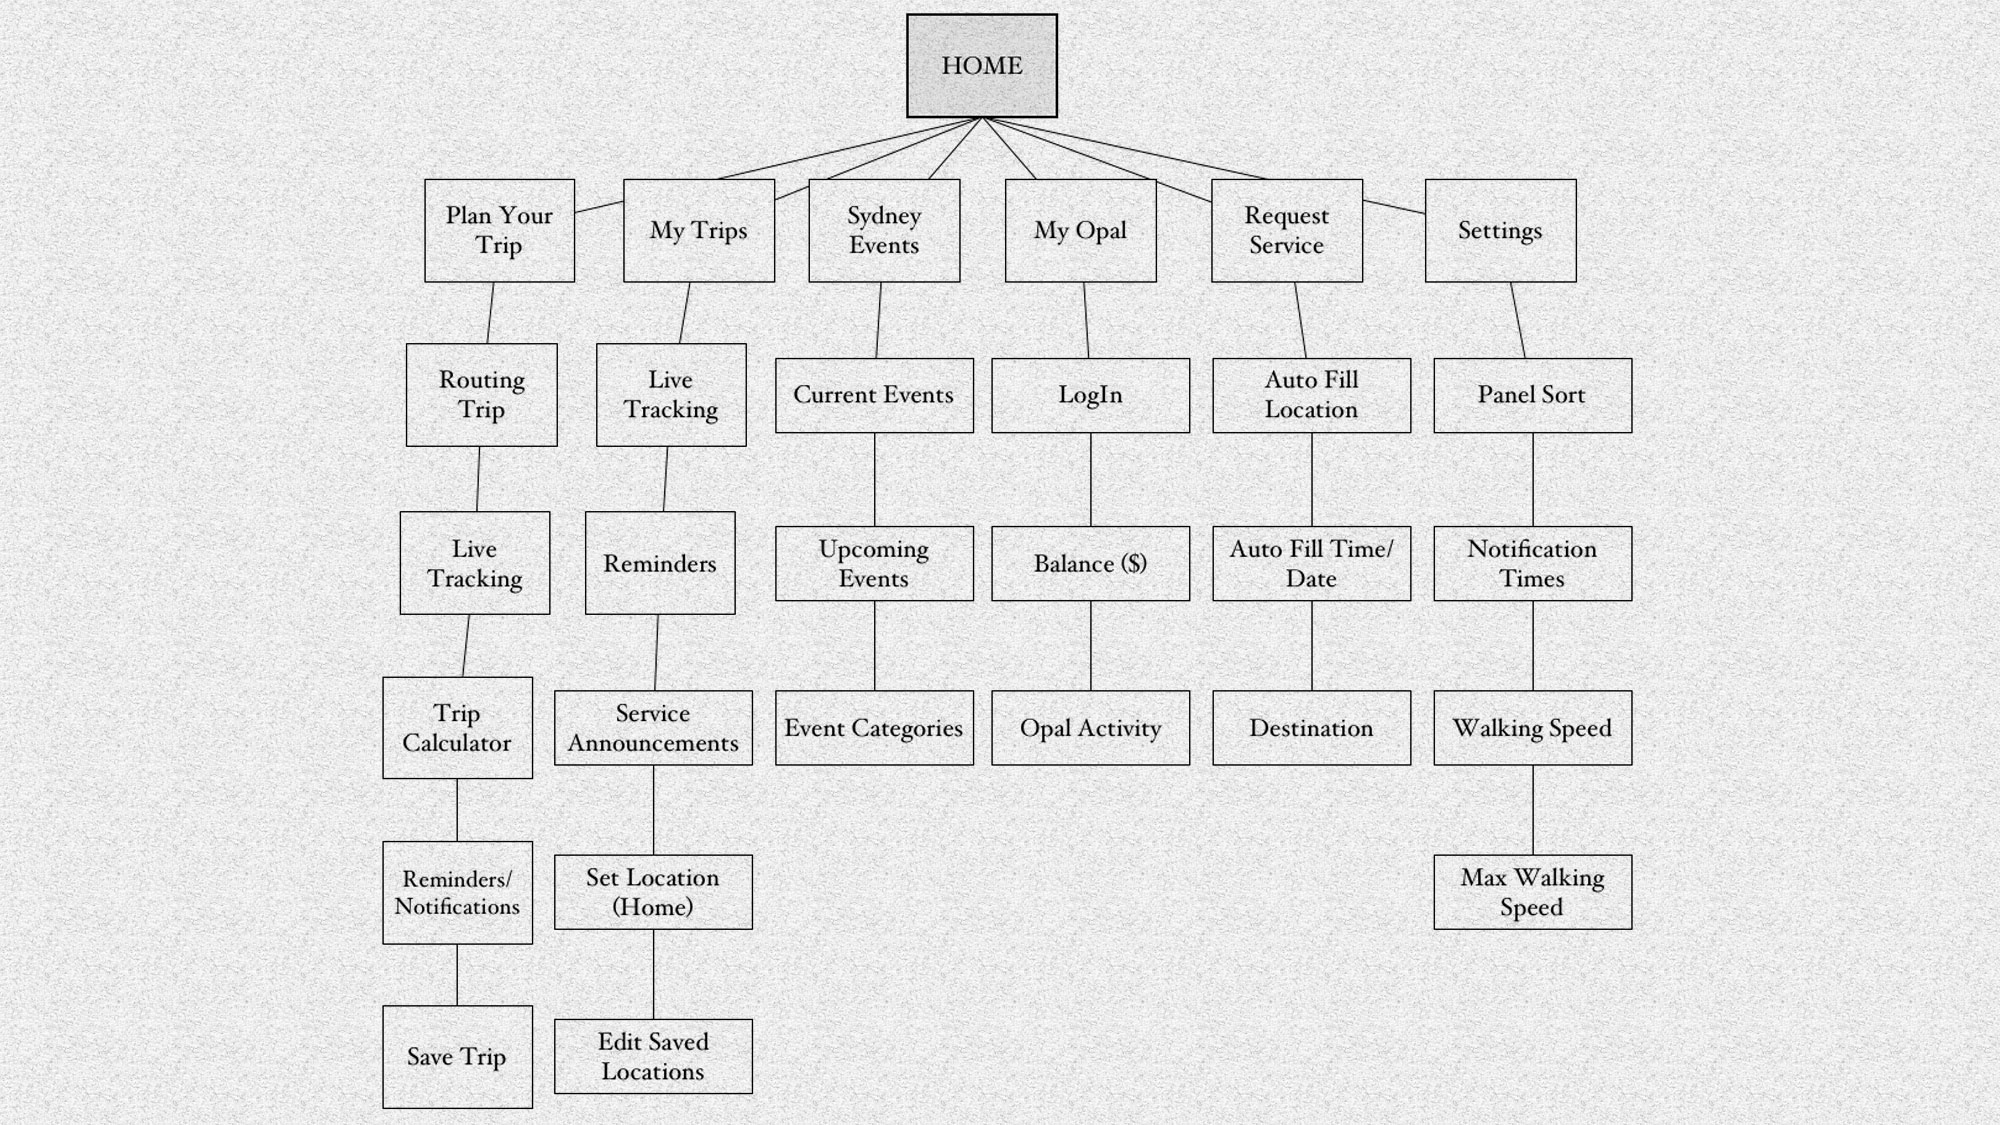 HOME
Plan Your
Trip
My Trips
Sydney
Events
My Opal
Request
Service
Settings
Routing
Trip
Live
Tracking
Current Events
LogIn
Auto Fill
Location
Panel Sort
Live
Tracking
Reminders
Upcoming
Events
Balance ($)
Auto Fill Time/
Date
Notification
Times
Trip
Calculator
Service
Announcements
Event Categories
Opal Activity
Destination
Walking Speed
Reminders/
Notifications
Set Location
(Home)
Max Walking
Speed
Save Trip
Edit Saved
Locations